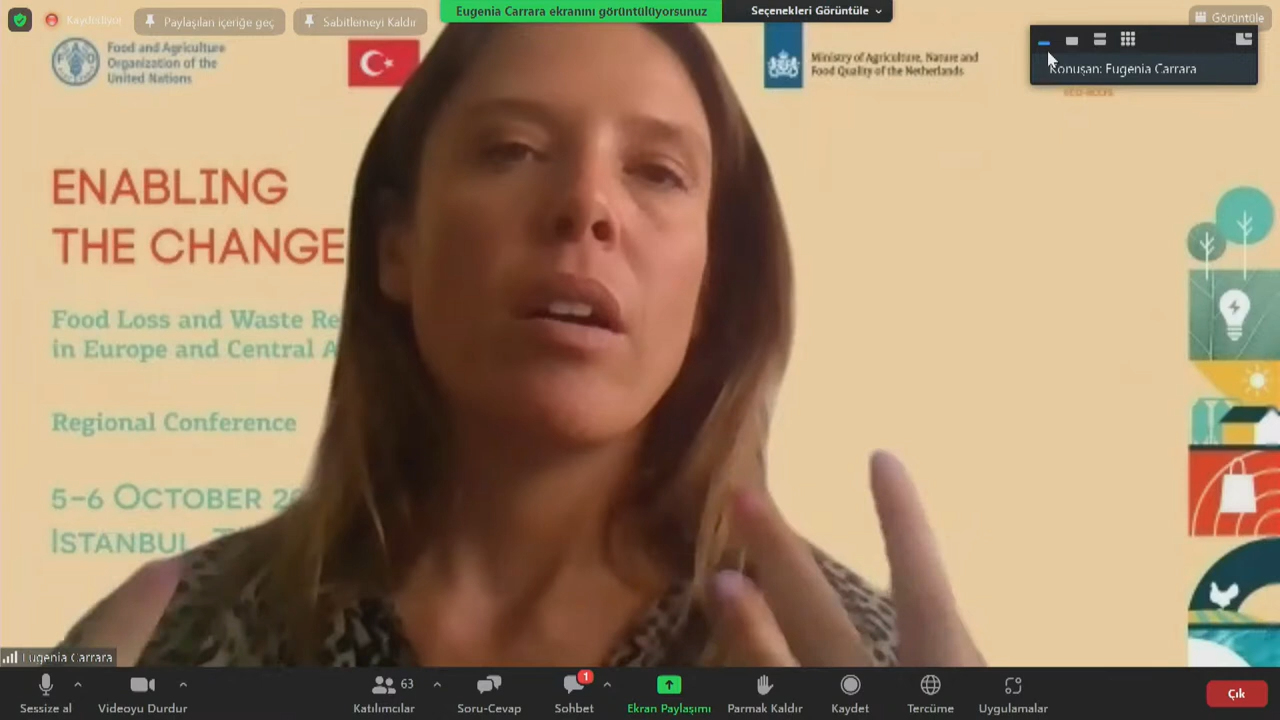 Kaydediliyor
Paylaşılan içeriğe geç
Sabitlemeyi Kaldır
Eugenia Carrara ekranını görüntülüyorsunuz
Seçenekleri Görüntüle
Görüntüle
Konuşan: Eugenia Carrara
Food and Agriculture
Organization of the
United Nations
Ministry of Agriculture, Nature and
Food Quality of the Netherlands
ENABLING
THE CHANGE
Food Loss and Waste Re
in Europe and Central A
Regional Conference
5-6 OCTOBER 20
ISTANBUL, T
Eugenia Carrara
Sessize al
Videoyu Durdur
63
Katılımcılar
Soru-Cevap
1
Sohbet
Ekran Paylaşımı
Parmak Kaldır
Kaydet
Tercüme
Uygulamalar
Çık